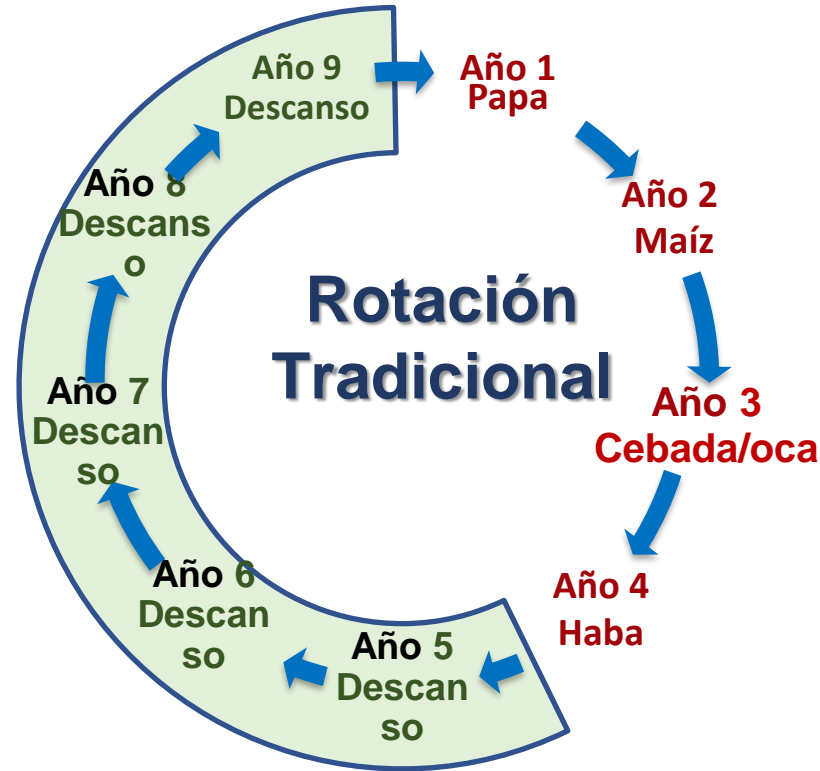 Rotación
Tradicional
Año 1
Papa
Año 2
Maíz
Año 3
Cebada/oca
Año 4
Haba
Año 5
Descan
so
Año 6
Descan
so
Año 7
Descan
so
Año 8
Descans
o
Año 9
Descanso